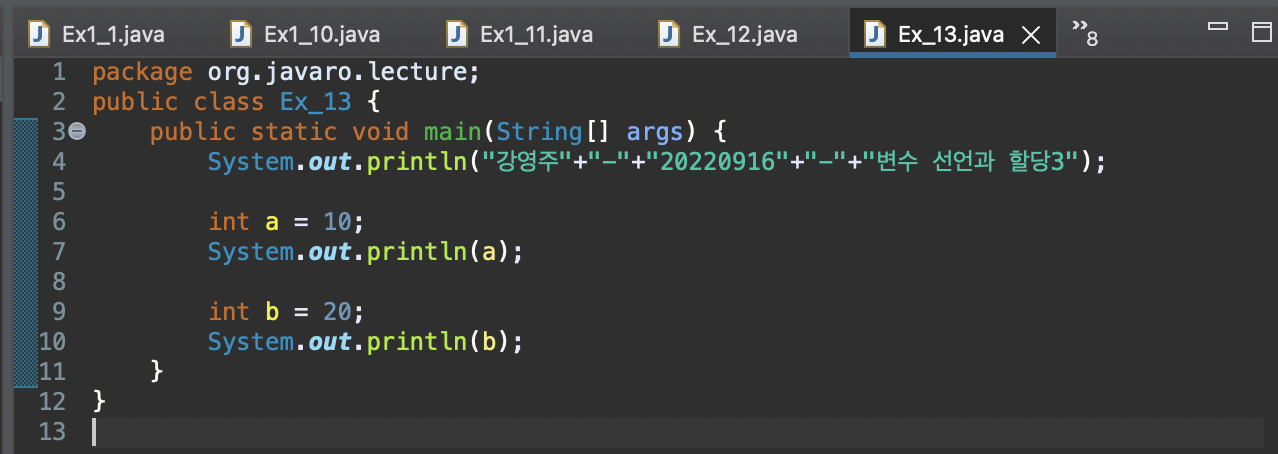 Ex1_1.java Ex1_10.java Ex1_11.java Ex_12.java Ex_13.java »8
1 package org.javaro.lecture;
2 public class Ex_13 {
3 public static void main(String[] args) {
4 System.out.println("강영주"+"-"+"20220916"+"-"+"변수 선언과 할당3");
5
6 int a = 10;
7 System.out.println(a);
8
9 int b = 20;
10 System.out.println(b);
11 }
12 }
13